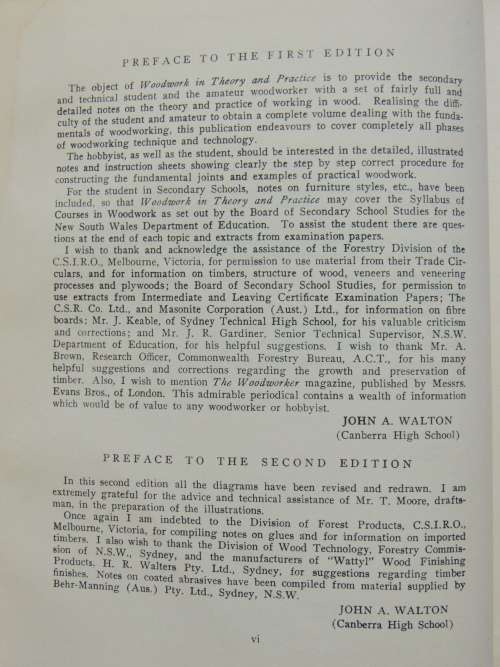 PREFACE TO THE FIRST EDITION
The object of Woodwork in Theory and Practice is to provide the secondary
and technical student and the amateur woodworker with a set of fairly full and
detailed notes on the theory and practice of working in wood. Realising the diffi-
culty of the student and amateur to obtain a complete volume dealing with the funda-
mentals of woodworking, this publication endeavours to cover completely all phases
of woodworking technique and technology.
The hobbyist, as well as the student, should be interested in the detailed, illustrated
notes and instruction sheets showing clearly the step by step correct procedure for
constructing the fundamental joints and examples of practical woodwork.
For the student in Secondary Schools, notes on furniture styles, etc., have been
included, so that Woodwork in Theory and Practice may cover the Syllabus of
Courses in Woodwork as set out by the Board of Secondary School Studies for the
New South Wales Department of Education. To assist the student there are ques-
tions at the end of each topic and extracts from examination papers.
I wish to thank and acknowledge the assistance of the Forestry Division of the
C.S.I.R.O., Melbourne, Victoria, for permission to use material from their Trade Cir-
culars, and for information on timbers, structure of wood, veneers and veneering
processes and plywoods; the Board of Secondary School Studies, for permission to
use extracts from Intermediate and Leaving Certificate Examination Papers; The
C.S.R. Co. Ltd., and Masonite Corporation (Aust.) Ltd., for information on fibre
boards; Mr. J. Keable, of Sydney Technical High School, for his valuable criticism
and corrections; and Mr. J. R. Gardiner, Senior Technical Supervisor, N.S.W.
Department of Education, for his helpful suggestions. I wish to thank Mr. A.
Brown, Research Officer, Commonwealth Forestry Bureau, A.C.T., for his many
helpful suggestions and corrections regarding the growth and preservation of
timber. Also, I wish to mention The Woodworker magazine, published by Messrs.
Evans Bros., of London. This admirable periodical contains a wealth of information
which would be of value to any woodworker or hobbyist.
JOHN A. WALTON
(Canberra High School)
PREFACE TO THE SECOND EDITION
In this second edition all the diagrams have been revised and redrawn. I am
extremely grateful for the advice and technical assistance of Mr. T. Moore, drafts-
man, in the preparation of the illustrations.
Once again I am indebted to the Division of Forest Products, C.S.I.R.O.,
Melbourne, Victoria, for compiling notes on glues and for information on imported
timbers. I also wish to thank the Division of Wood Technology, Forestry Commis-
sion of N.S.W., Sydney, and the manufacturers of "Wattyl" Wood Finishing
Products. H. R. Walters Pty. Ltd., Sydney, for suggestions regarding timber
finishes. Notes on coated abrasives have been compiled from material supplied by
Behr-Manning (Aus.) Pty. Ltd., Sydney, N.S.W.
JOHN A. WALTON
(Canberra High School)
vi